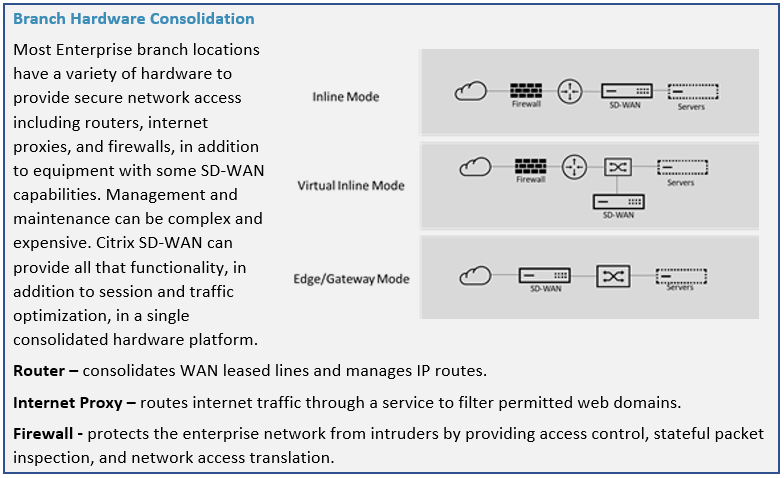 Branch Hardware Consolidation
Most Enterprise branch locations
have a variety of hardware to
provide secure network access
including routers, internet
proxies, and firewalls, in addition
to equipment with some SD-WAN
capabilities. Management and
maintenance can be complex and
expensive. Citrix SD-WAN can
provide all that functionality, in
addition to session and traffic
optimization, in a single
consolidated hardware platform.
Inline Mode
Firewall
SD-WAN
Servers
Virtual Inline Mode
Firewall
Servers
SD-WAN
Edge/Gateway Mode
SD-WAN
Servers
Router – consolidates WAN leased lines and manages IP routes.
Internet Proxy – routes internet traffic through a service to filter permitted web domains.
Firewall - protects the enterprise network from intruders by providing access control, stateful packet
inspection, and network access translation.